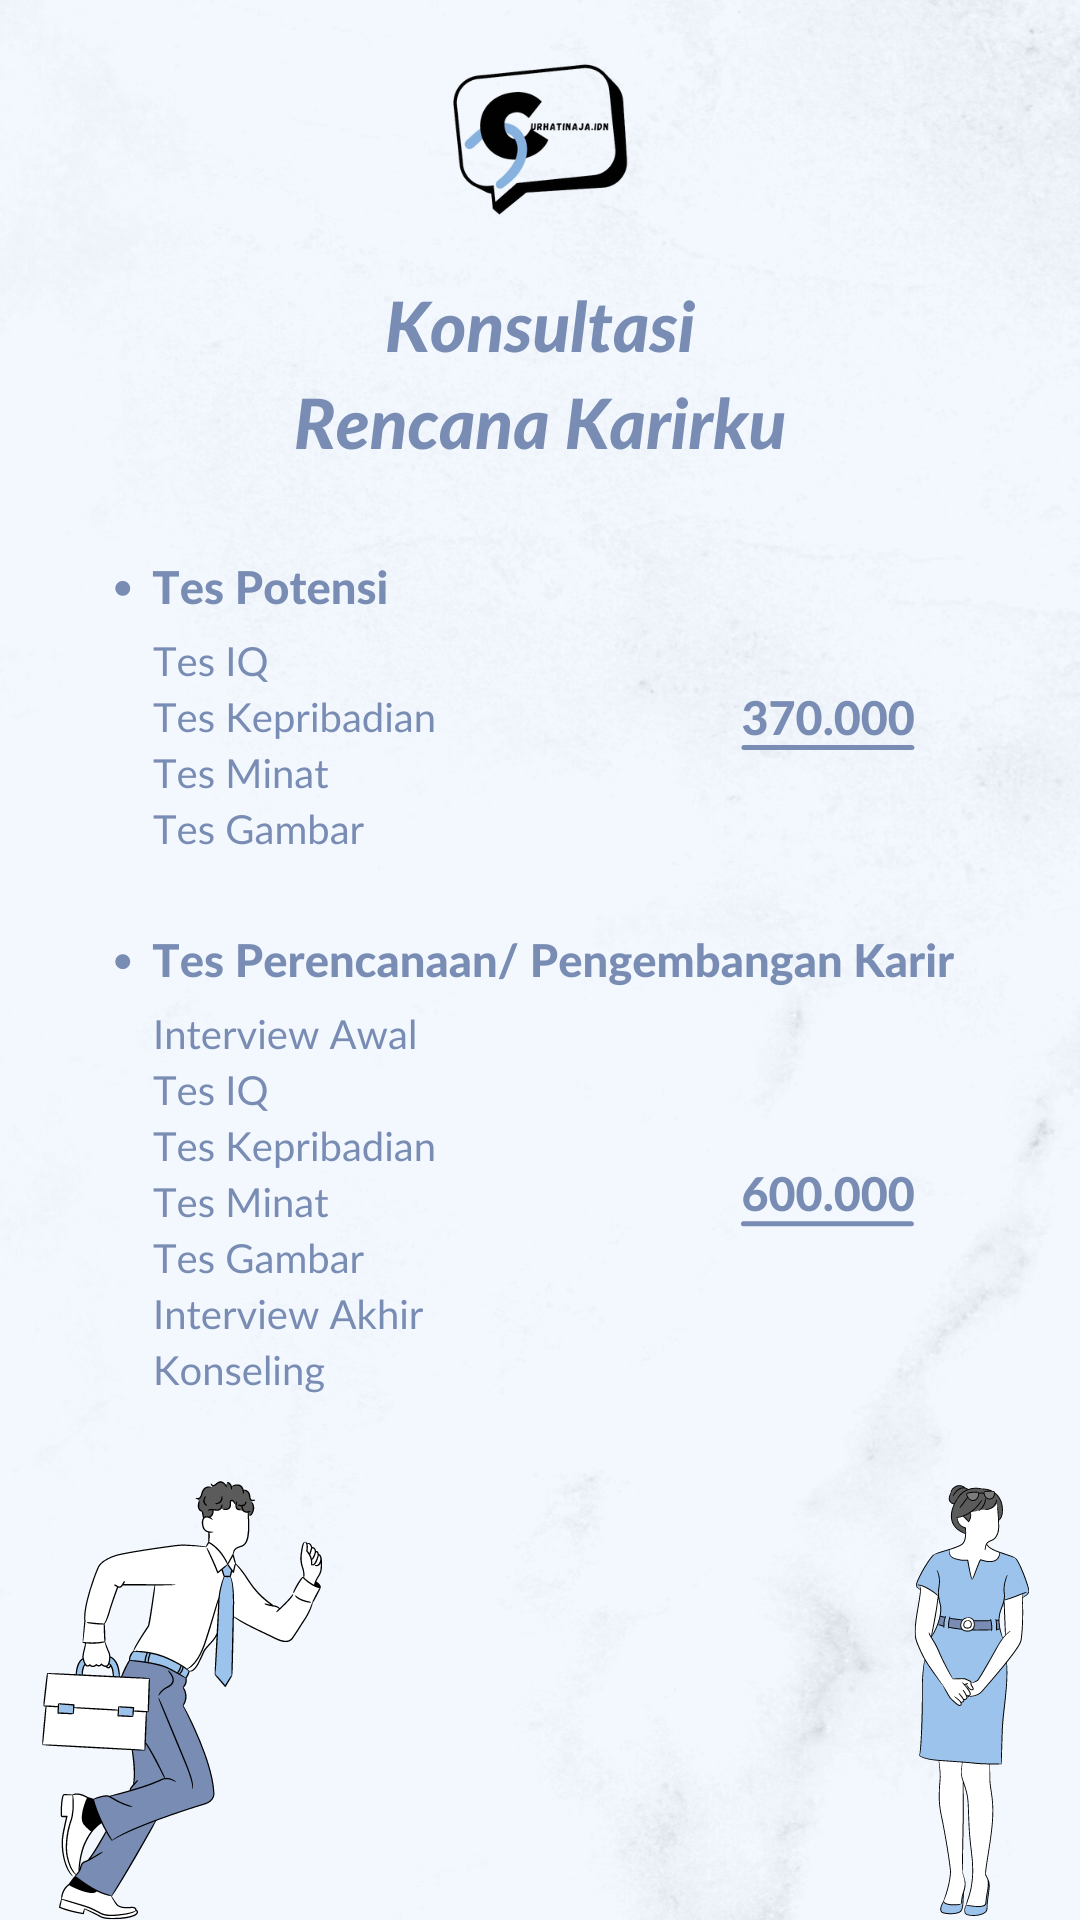 CURHATINAJA.IDN
Konsultasi
Rencana Karirku
• Tes Potensi
Tes IQ
Tes Kepribadian
370.000
Tes Minat
Tes Gambar
• Tes Perencanaan/ Pengembangan Karir
Interview Awal
Tes IQ
Tes Kepribadian
Tes Minat
600.000
Tes Gambar
Interview Akhir
Konseling